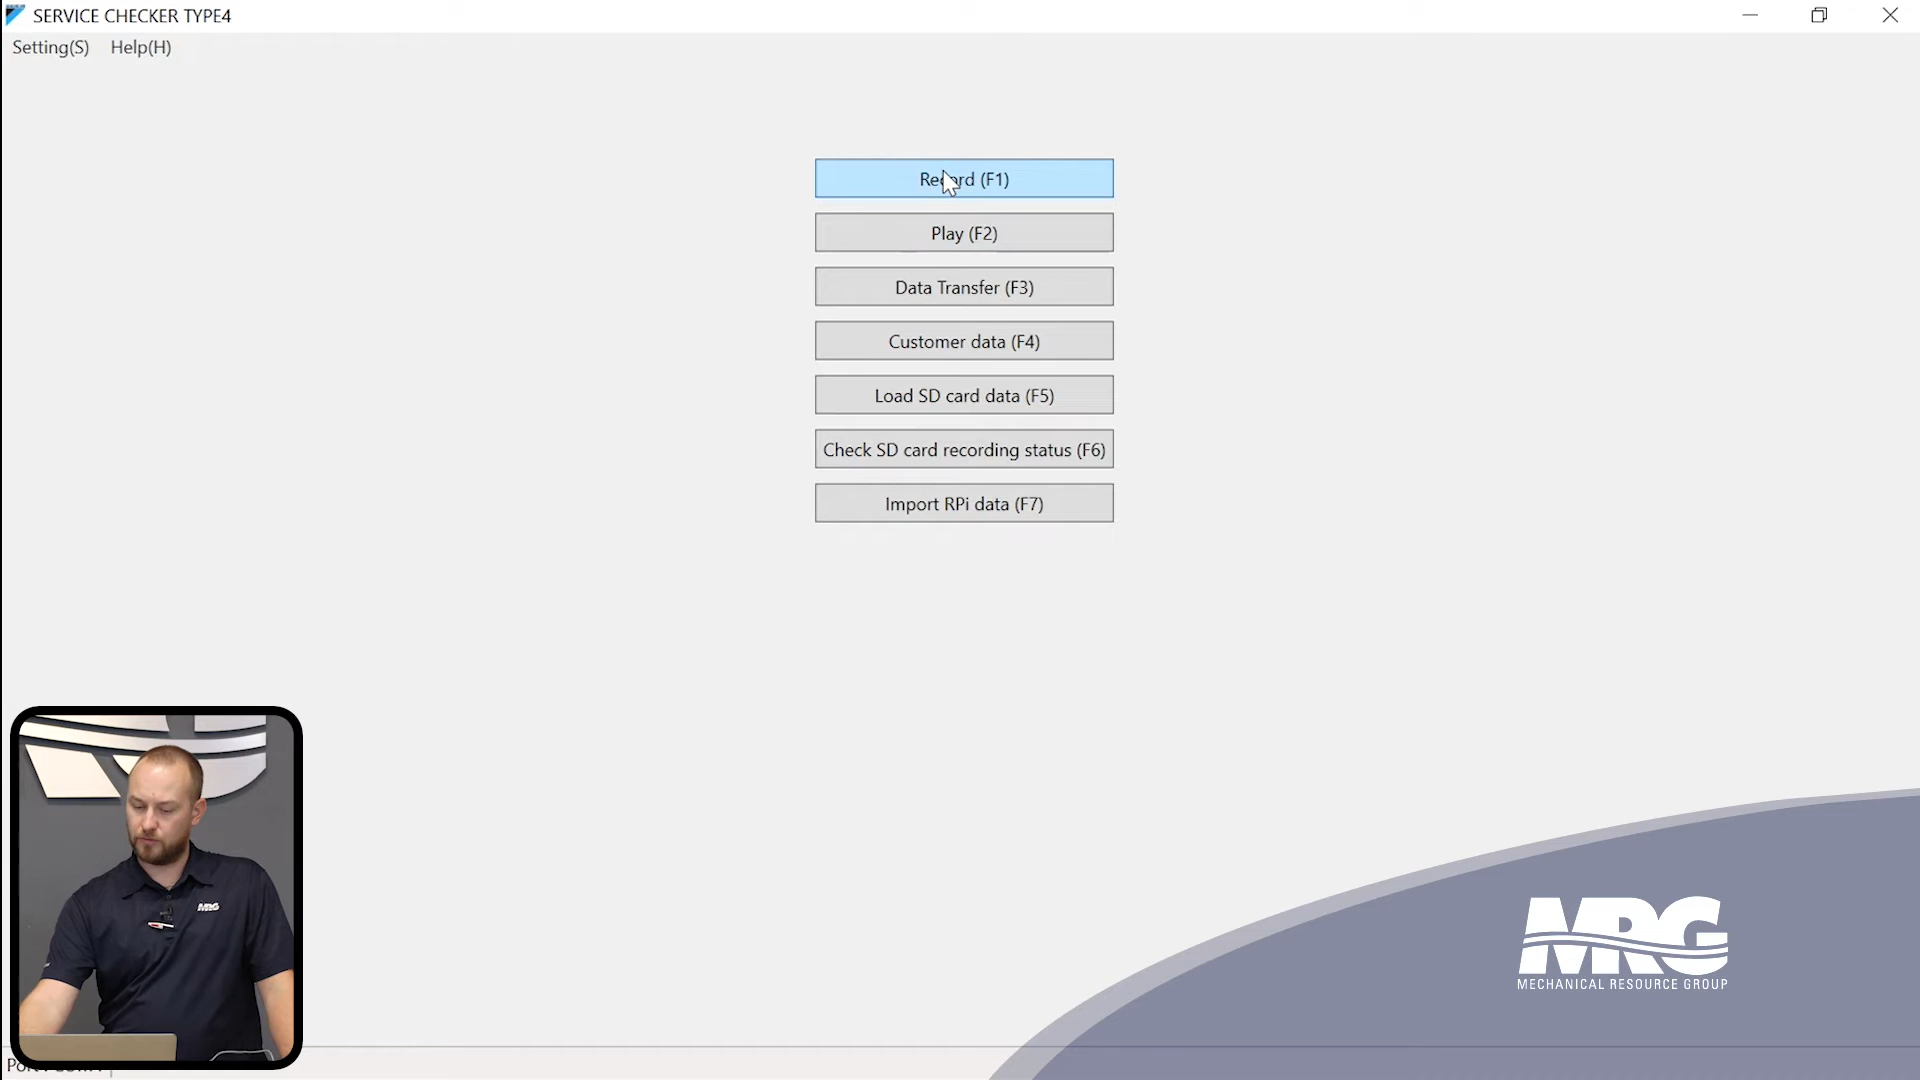 SERVICE CHECKER TYPE4
Setting(S) Help(H)
Record (F1)
Play (F2)
Data Transfer (F3)
Customer data (F4)
Load SD card data (F5)
Check SD card recording status (F6)
Import RPi data (F7)
MRG
MRG
MECHANICAL RESOURCE GROUP